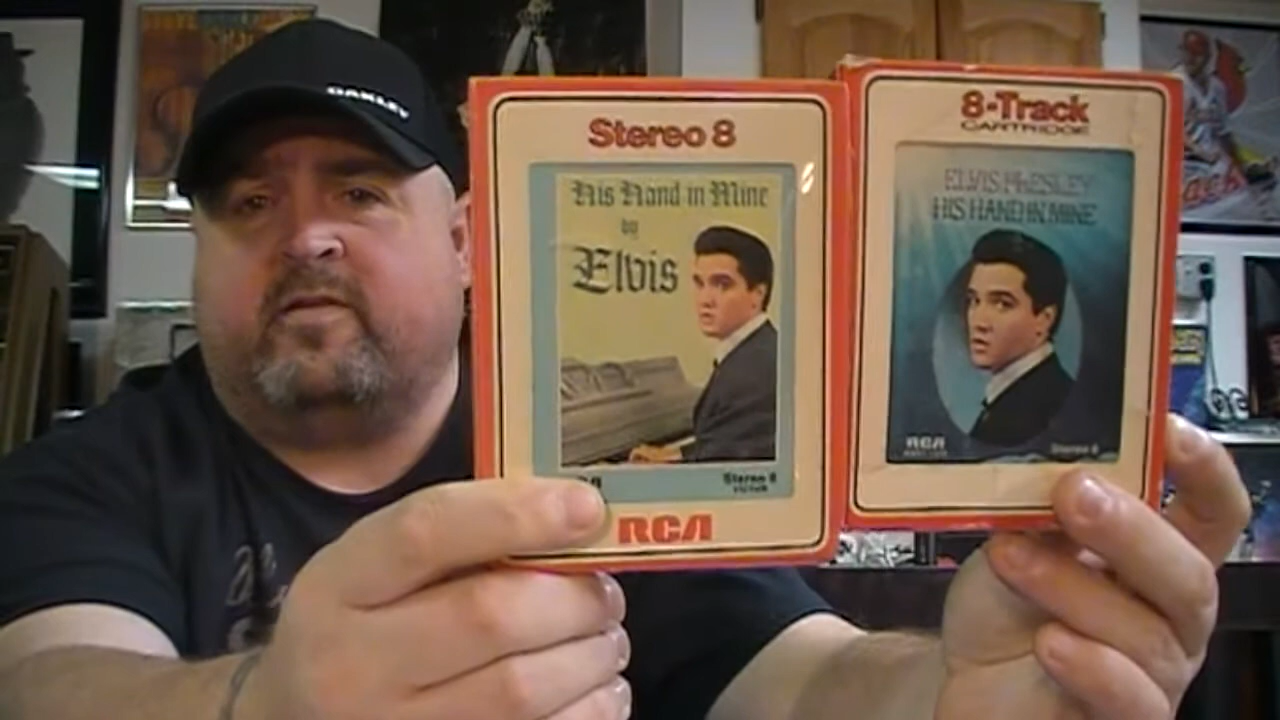 OAKLEY
Stereo 8
His Hand in Mine
by
Elvis
Stereo 8
RCA
8-Track
CARTRIDGE
ELVIS PRESLEY
HIS HAND IN MINE
RCA
Stereo 8